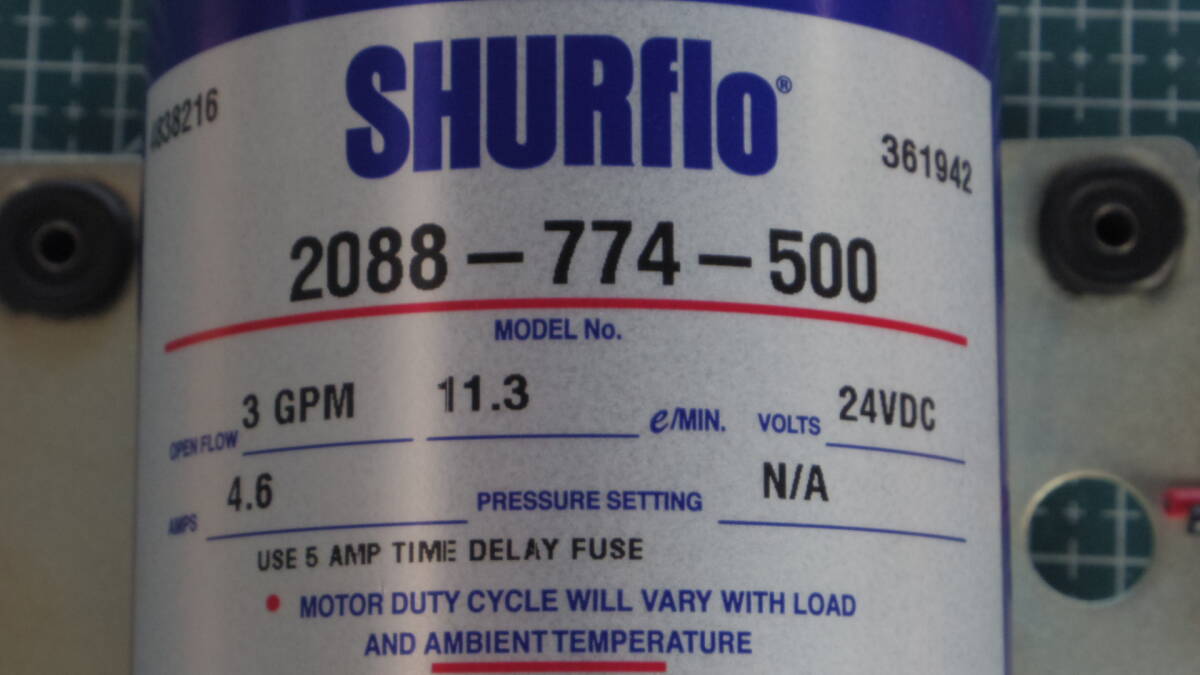 SHURflo®
4838216
361942
2088-774-500
MODEL No.
OPEN FLOW 3 GPM 11.3 ℓ/MIN. VOLTS 24VDC
AMPS 4.6 PRESSURE SETTING N/A
USE 5 AMP TIME DELAY FUSE
• MOTOR DUTY CYCLE WILL VARY WITH LOAD
AND AMBIENT TEMPERATURE